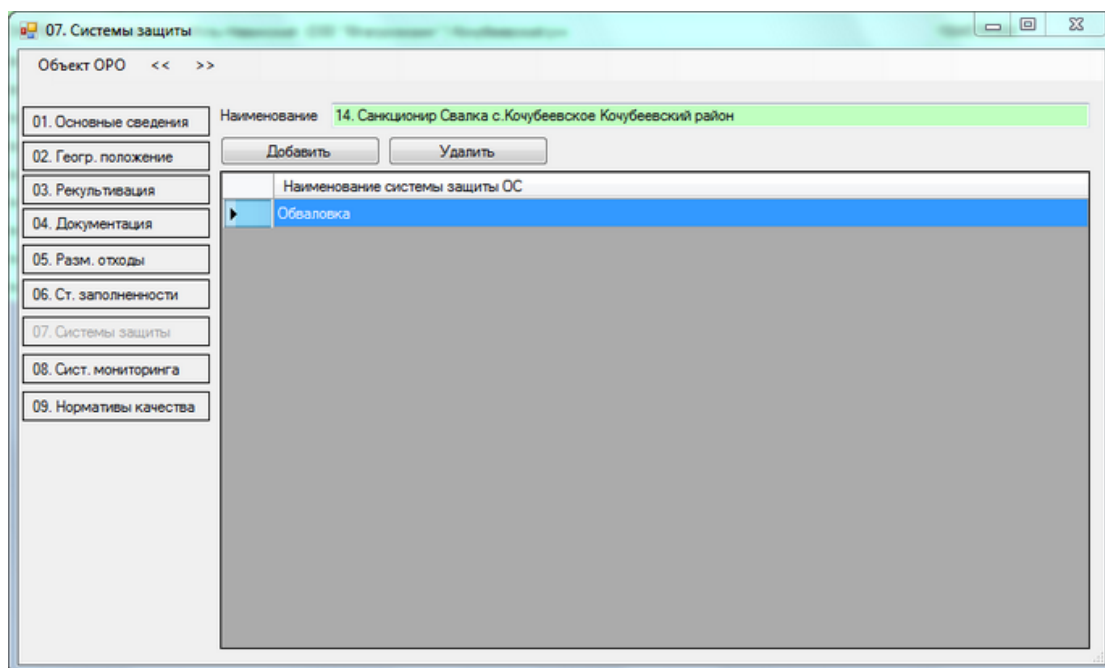 07. Системы защиты
Объект ОРО << >>
01. Основные сведения
02. Геогр. положение
03. Рекультивация
04. Документация
05. Разм. отходы
06. Ст. заполненности
07. Системы защиты
08. Сист. мониторинга
09. Нормативы качества
Наименование 14. Санкционир Свалка с.Кочубеевское Кочубеевский район
Добавить Удалить
Наименование системы защиты ОС
Обваловка